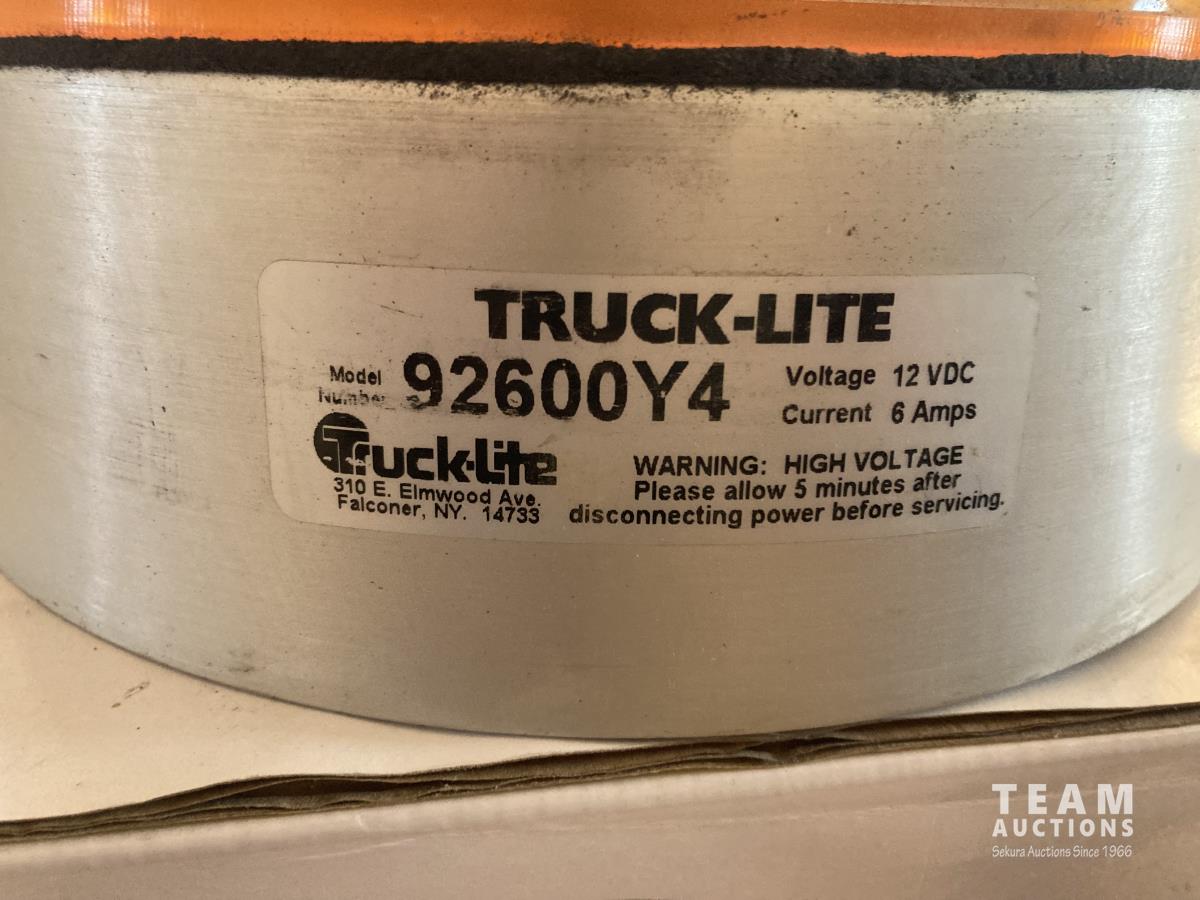 TRUCK-LITE
Model Number 92600Y4
Voltage 12 VDC
Current 6 Amps
Truck-Lite
310 E. Elmwood Ave.
Falconer, NY. 14733
WARNING: HIGH VOLTAGE
Please allow 5 minutes after
disconnecting power before servicing.
TEAM
AUCTIONS
Sekura Auctions Since 1966